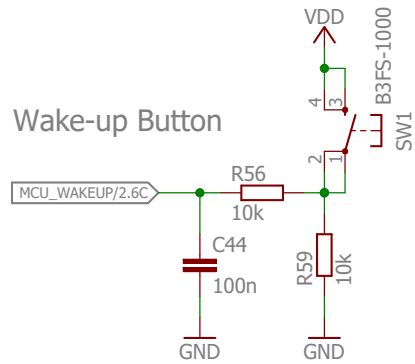 VDD
B3FS-1000
SW1
4
3
2
1
Wake-up Button
MCU_WAKEUP/2.6C
R56
10k
C44
100n
R59
10k
GND
GND